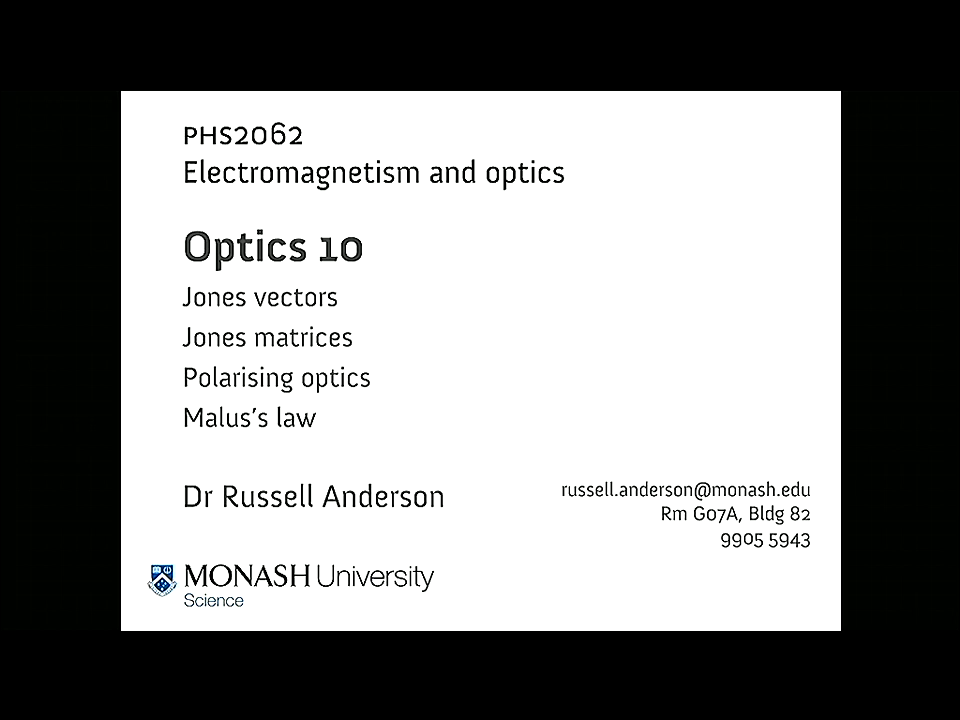 PHS2062
Electromagnetism and optics
Optics 10
Jones vectors
Jones matrices
Polarising optics
Malus's law
Dr Russell Anderson
russell.anderson@monash.edu
Rm G07A, Bldg 82
9905 5943
MONASH University
Science